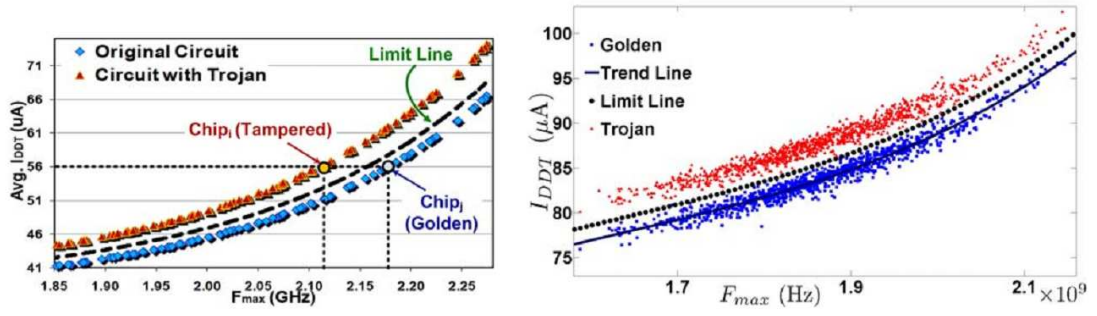 Original Circuit
Circuit with Trojan
Limit Line
Chipi (Tampered)
Chipj
(Golden)
Avg. IDDT (uA)
71
66
61
56
51
46
41
1.85 1.90 1.95 2.00 2.05 2.10 2.15 2.20 2.25
Fmax (GHz)
Golden
Trend Line
Limit Line
Trojan
IDDT (μA)
100
95
90
85
80
75
1.7 1.9 2.1 ×10⁹
Fmax (Hz)